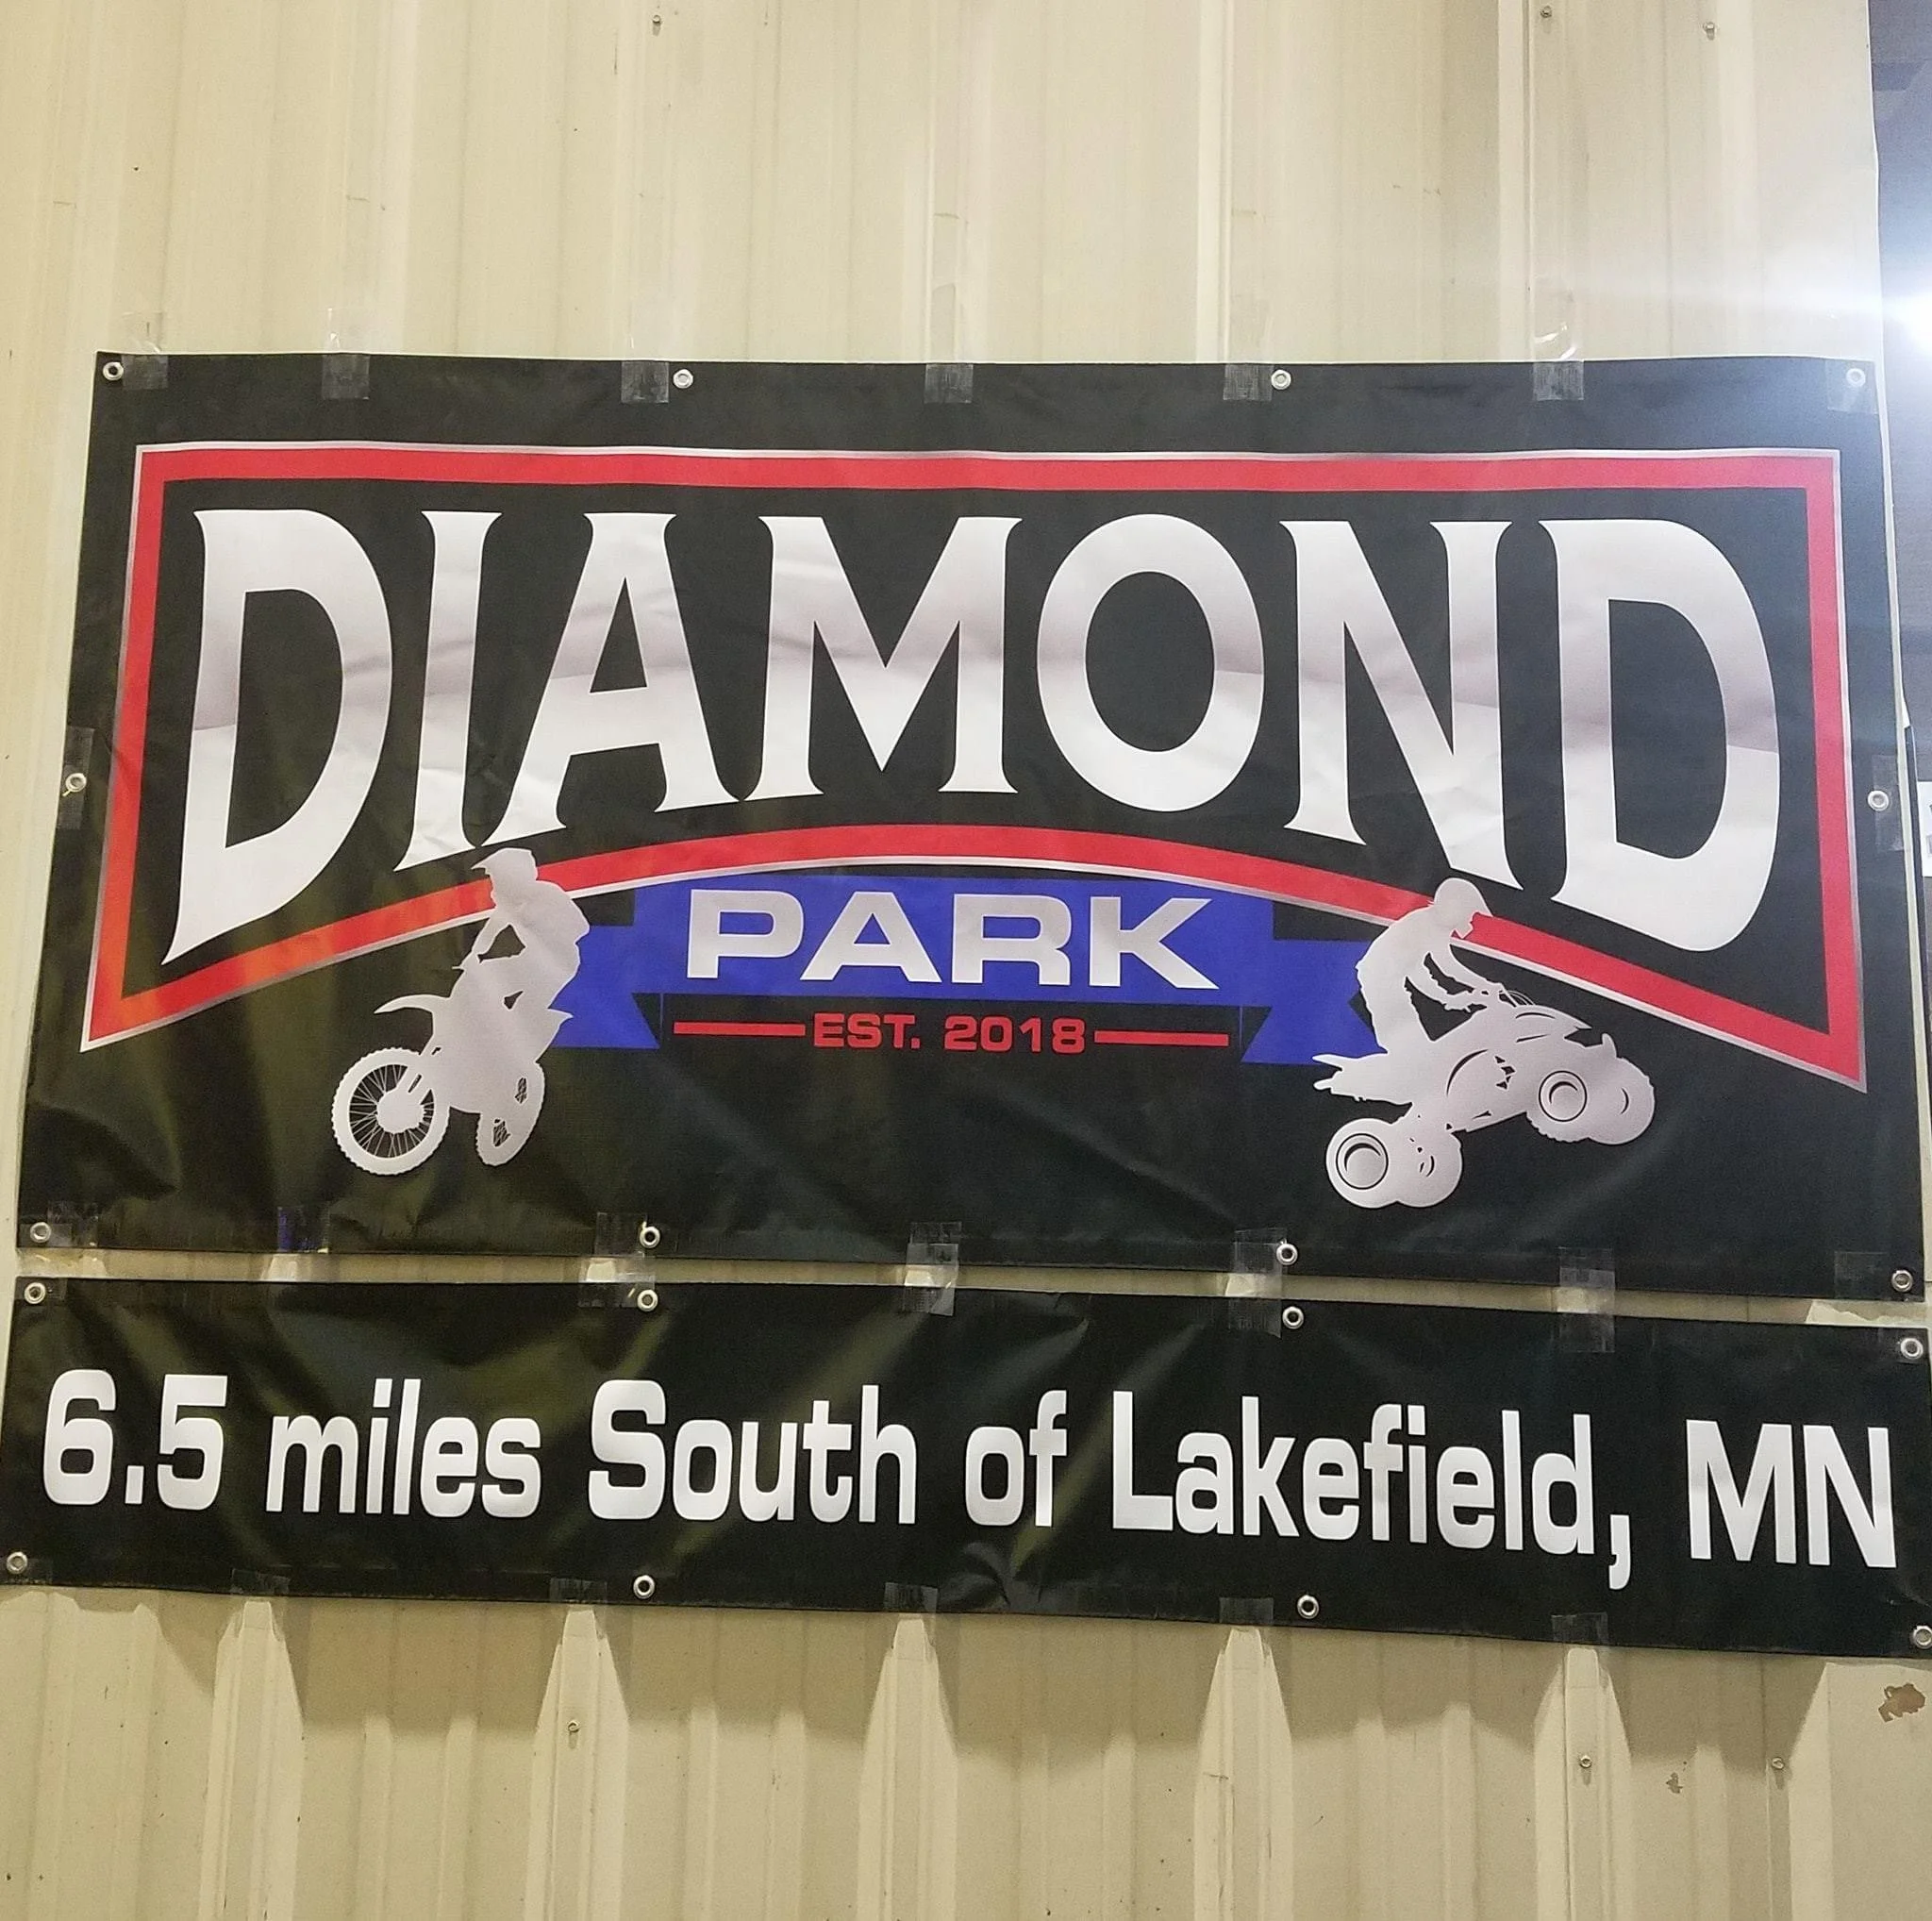 DIAMOND
PARK
EST. 2018
6.5 miles South of Lakefield, MN